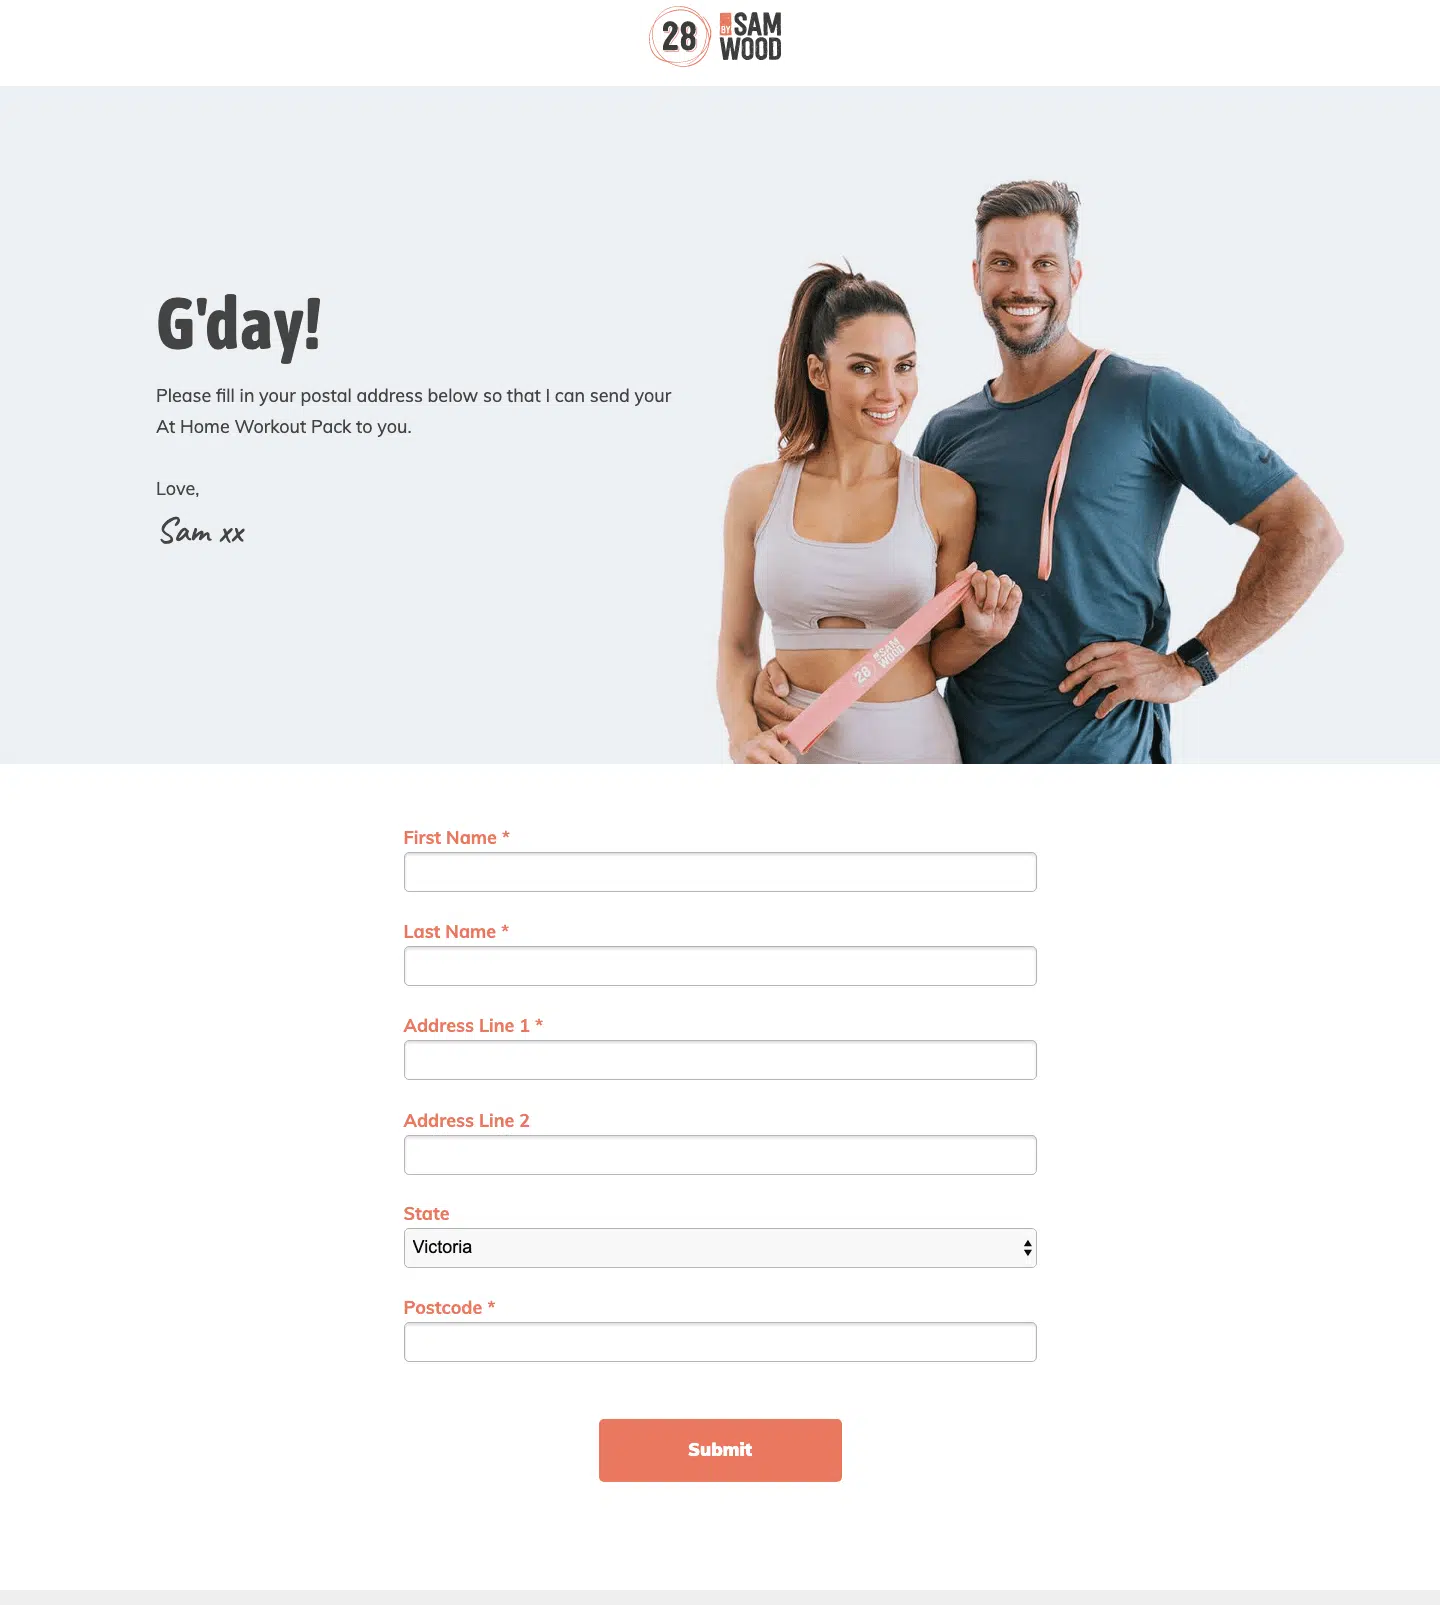 28 BY SAM
WOOD
G'day!
Please fill in your postal address below so that I can send your
At Home Workout Pack to you.
Love,
Sam xx
28 BY SAM
WOOD
First Name *
Last Name *
Address Line 1 *
Address Line 2
State
Victoria
Postcode *
Submit